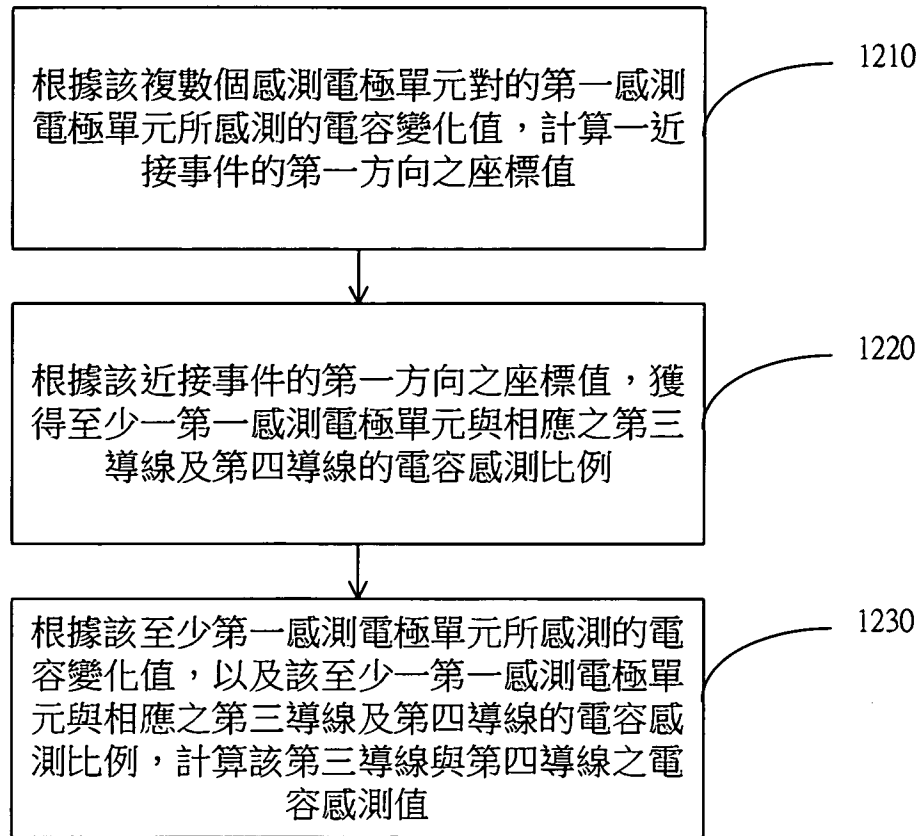 根據該複數個感測電極單元對的第一感測
電極單元所感測的電容變化值，計算一近
接事件的第一方向之座標值
1210
根據該近接事件的第一方向之座標值，獲
得至少一第一感測電極單元與相應之第三
導線及第四導線的電容感測比例
1220
根據該至少第一感測電極單元所感測的電
容變化值，以及該至少一第一感測電極單
元與相應之第三導線及第四導線的電容感
測比例，計算該第三導線與第四導線之電
容感測值
1230